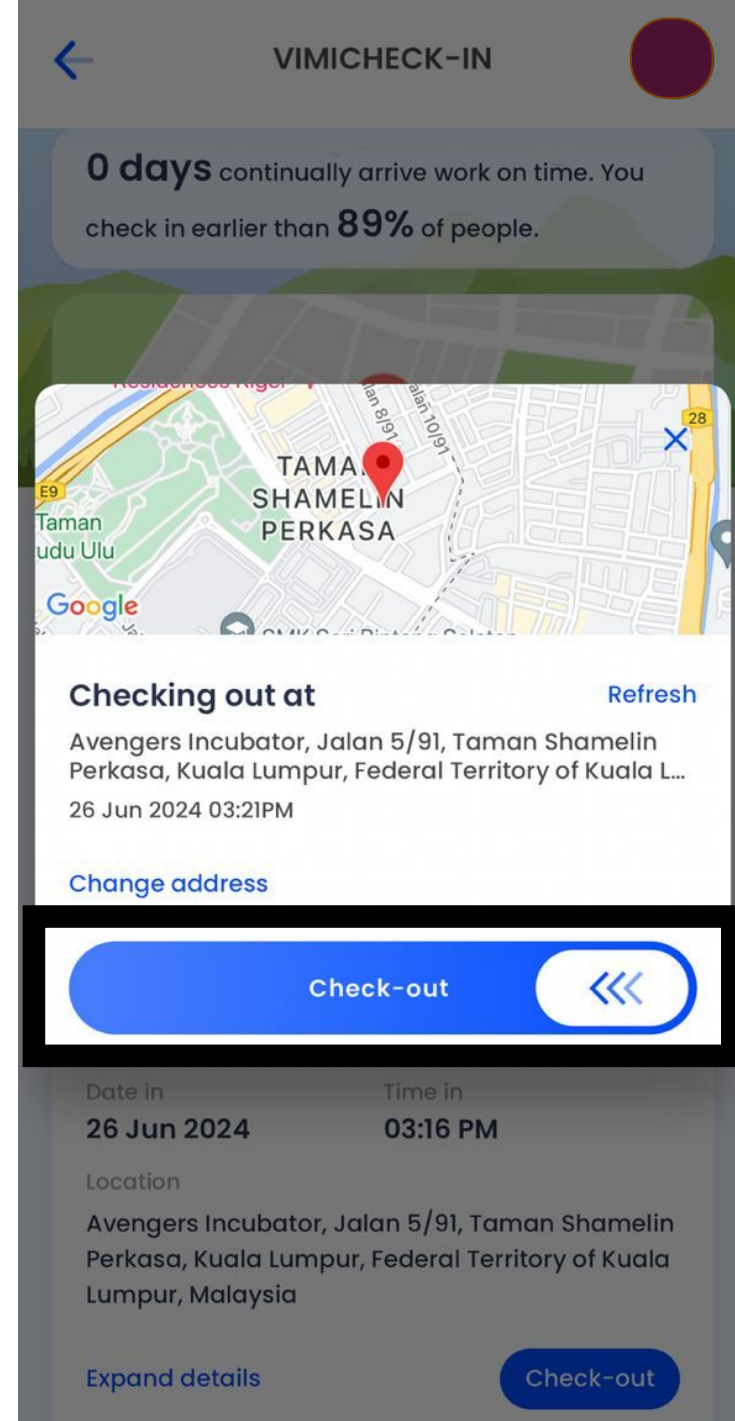 VIMICHECK-IN
0 days continually arrive work on time. You
check in earlier than 89% of people.
28
E9
TAMA
SHAMELIN
PERKASA
Taman
udu Ulu
Google
Checking out at
Refresh
Avengers Incubator, Jalan 5/91, Taman Shamelin
Perkasa, Kuala Lumpur, Federal Territory of Kuala L...
26 Jun 2024 03:21PM
Change address
Check-out
Date in
Time in
26 Jun 2024
03:16 PM
Location
Avengers Incubator, Jalan 5/91, Taman Shamelin
Perkasa, Kuala Lumpur, Federal Territory of Kuala
Lumpur, Malaysia
Expand details
Check-out